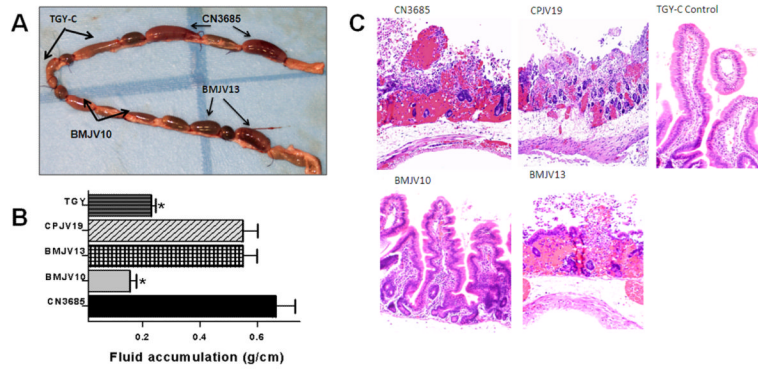 A
TGY-C
CN3685
BMJV13
BMJV10
B
TGY
CPJV19
BMJV13
BMJV10
CN3685
*
*
0.2
0.4
0.6
Fluid accumulation (g/cm)
C
CN3685
CPJV19
TGY-C Control
BMJV10
BMJV13